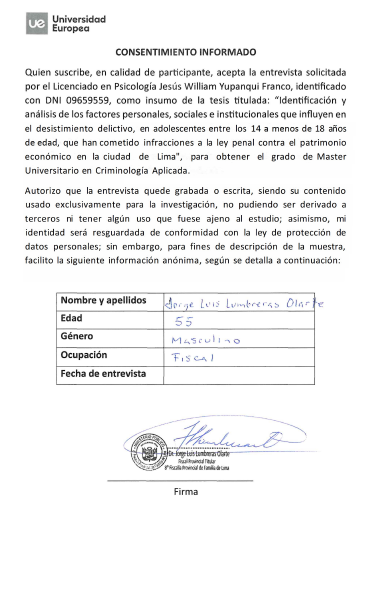 ue Universidad
Europea
CONSENTIMIENTO INFORMADO
Quien suscribe, en calidad de participante, acepta la entrevista solicitada
por el Licenciado en Psicología Jesús William Yupanqui Franco, identificado
con DNI 09659559, como insumo de la tesis titulada: “Identificación y
análisis de los factores personales, sociales e institucionales que influyen en
el desistimiento delictivo, en adolescentes entre los 14 a menos de 18 años
de edad, que han cometido infracciones a la ley penal contra el patrimonio
económico en la ciudad de Lima", para obtener el grado de Master
Universitario en Criminología Aplicada.
Autorizo que la entrevista quede grabada o escrita, siendo su contenido
usado exclusivamente para la investigación, no pudiendo ser derivado a
terceros ni tener algún uso que fuese ajeno al estudio; asimismo, mi
identidad será resguardada de conformidad con la ley de protección de
datos personales; sin embargo, para fines de descripción de la muestra,
facilito la siguiente información anónima, según se detalla a continuación:
Nombre y apellidos Jorge Luis Lumbreras Olarte
Edad 55
Género Masculino
Ocupación Fiscal
Fecha de entrevista
Dr. Jorge Luis Lumbreras Olarte
Fiscal Provincial Titular
8° Fiscalía Provincial de Familia de Lima
Firma